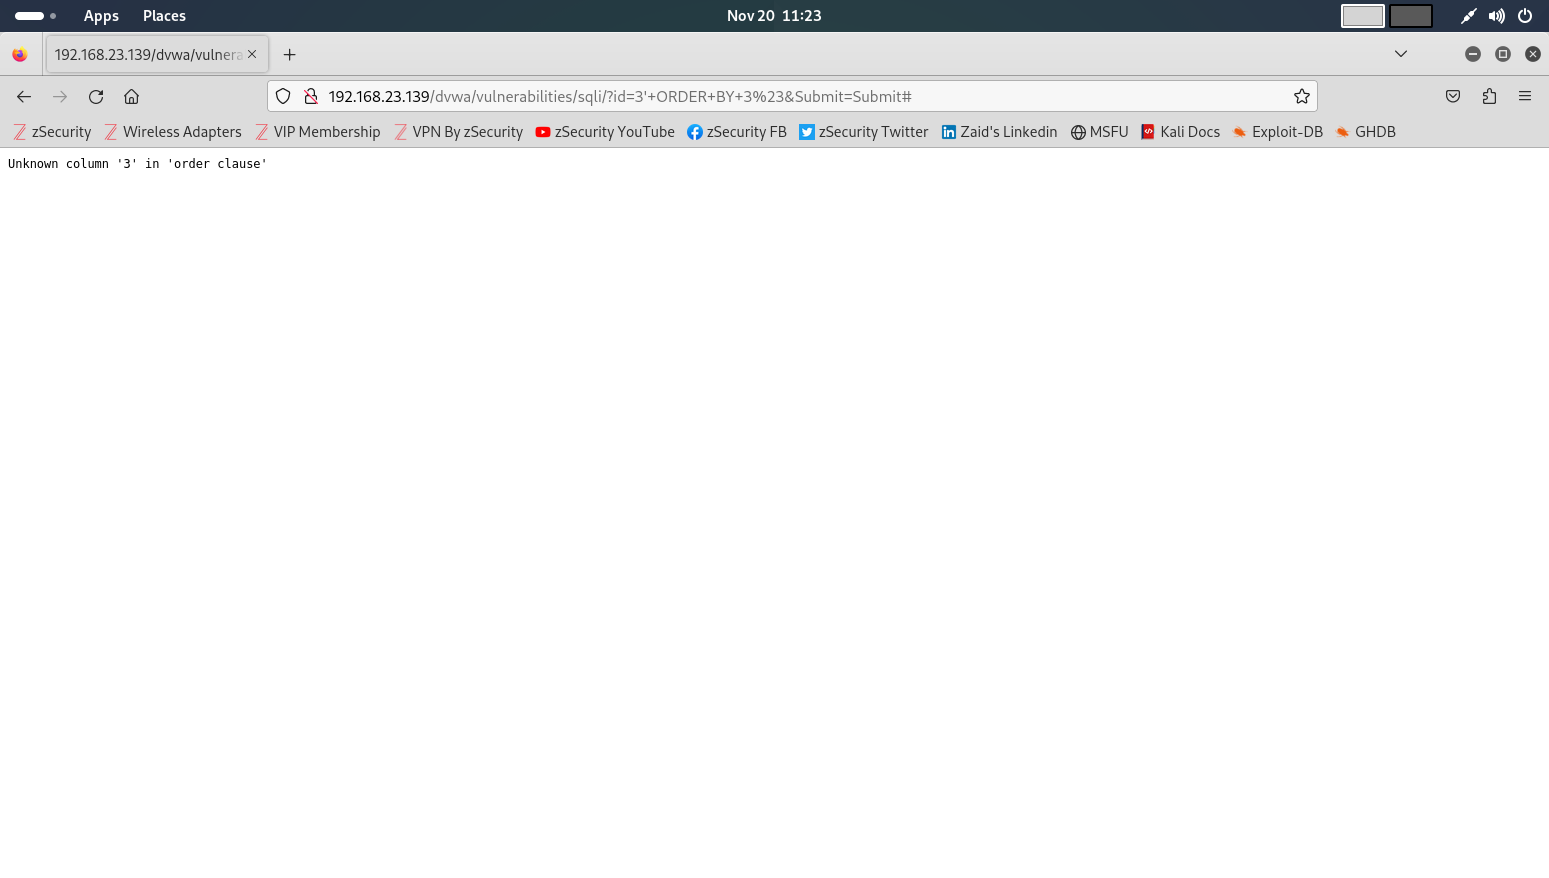 Apps Places Nov 20 11:23
192.168.23.139/dvwa/vulnera
192.168.23.139/dvwa/vulnerabilities/sqli/?id=3'+ORDER+BY+3%23&Submit=Submit#
zSecurity Wireless Adapters VIP Membership VPN By zSecurity zSecurity YouTube zSecurity FB zSecurity Twitter Zaid's Linkedin MSFU Kali Docs Exploit-DB GHDB
Unknown column '3' in 'order clause'